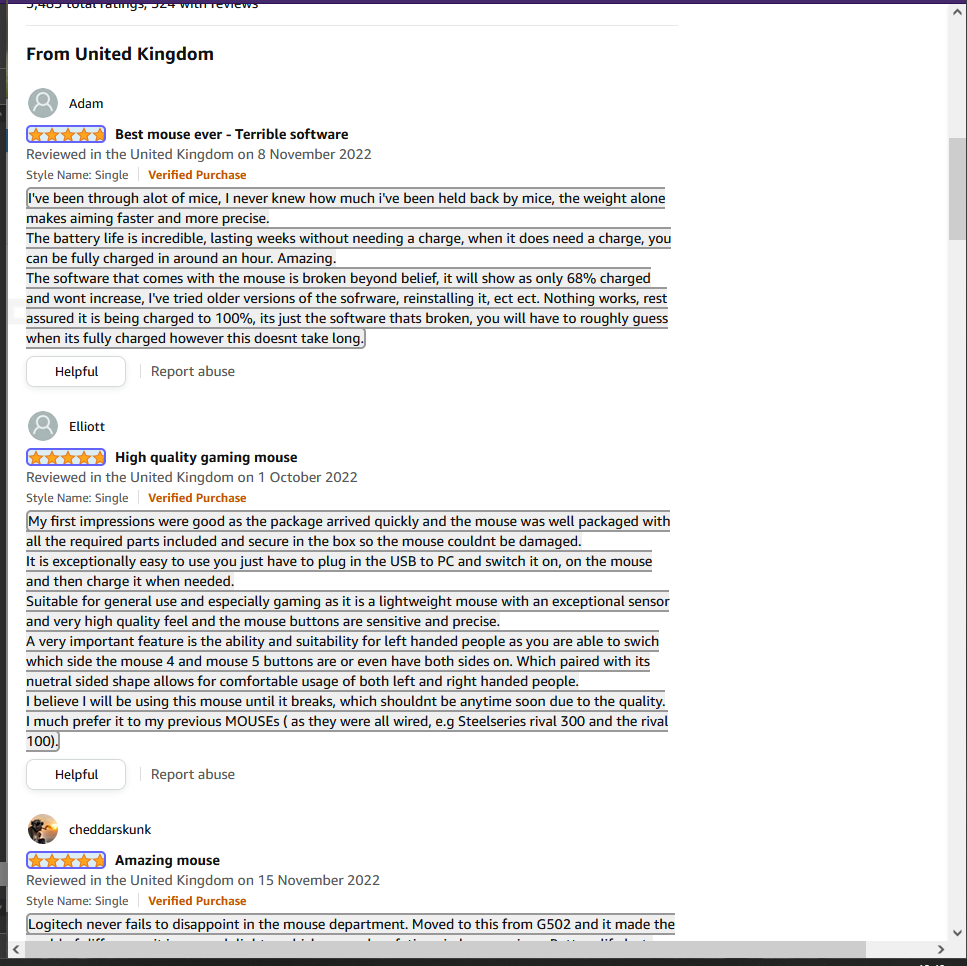 3,485 total ratings, 524 with reviews
From United Kingdom
Adam
Best mouse ever - Terrible software
Reviewed in the United Kingdom on 8 November 2022
Style Name: Single Verified Purchase
I've been through alot of mice, I never knew how much i've been held back by mice, the weight alone
makes aiming faster and more precise.
The battery life is incredible, lasting weeks without needing a charge, when it does need a charge, you
can be fully charged in around an hour. Amazing.
The software that comes with the mouse is broken beyond belief, it will show as only 68% charged
and wont increase, I've tried older versions of the sofrware, reinstalling it, ect ect. Nothing works, rest
assured it is being charged to 100%, its just the software thats broken, you will have to roughly guess
when its fully charged however this doesnt take long.
Helpful Report abuse
Elliott
High quality gaming mouse
Reviewed in the United Kingdom on 1 October 2022
Style Name: Single Verified Purchase
My first impressions were good as the package arrived quickly and the mouse was well packaged with
all the required parts included and secure in the box so the mouse couldnt be damaged.
It is exceptionally easy to use you just have to plug in the USB to PC and switch it on, on the mouse
and then charge it when needed.
Suitable for general use and especially gaming as it is a lightweight mouse with an exceptional sensor
and very high quality feel and the mouse buttons are sensitive and precise.
A very important feature is the ability and suitability for left handed people as you are able to swich
which side the mouse 4 and mouse 5 buttons are or even have both sides on. Which paired with its
nuetral sided shape allows for comfortable usage of both left and right handed people.
I believe I will be using this mouse until it breaks, which shouldnt be anytime soon due to the quality.
I much prefer it to my previous MOUSEs ( as they were all wired, e.g Steelseries rival 300 and the rival
100).
Helpful Report abuse
cheddarskunk
Amazing mouse
Reviewed in the United Kingdom on 15 November 2022
Style Name: Single Verified Purchase
Logitech never fails to disappoint in the mouse department. Moved to this from G502 and it made the